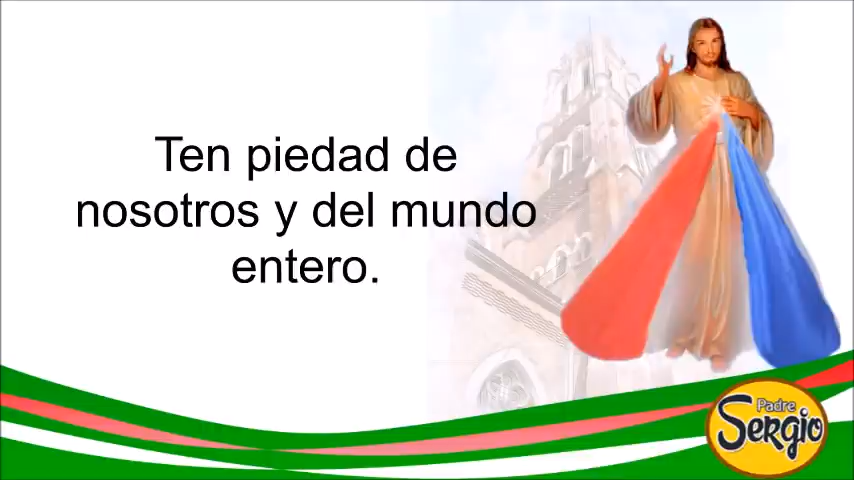 Ten piedad de
nosotros y del mundo
entero.
Padre
Sergio